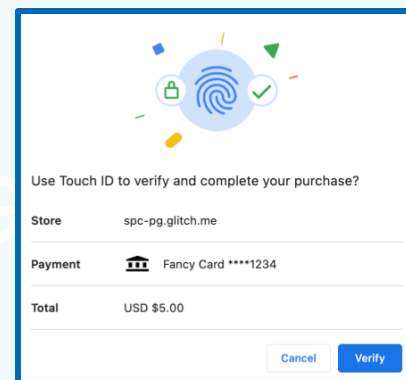 Use Touch ID to verify and complete your purchase?
Store spc-pg.glitch.me
Payment Fancy Card ****1234
Total USD $5.00
Cancel Verify